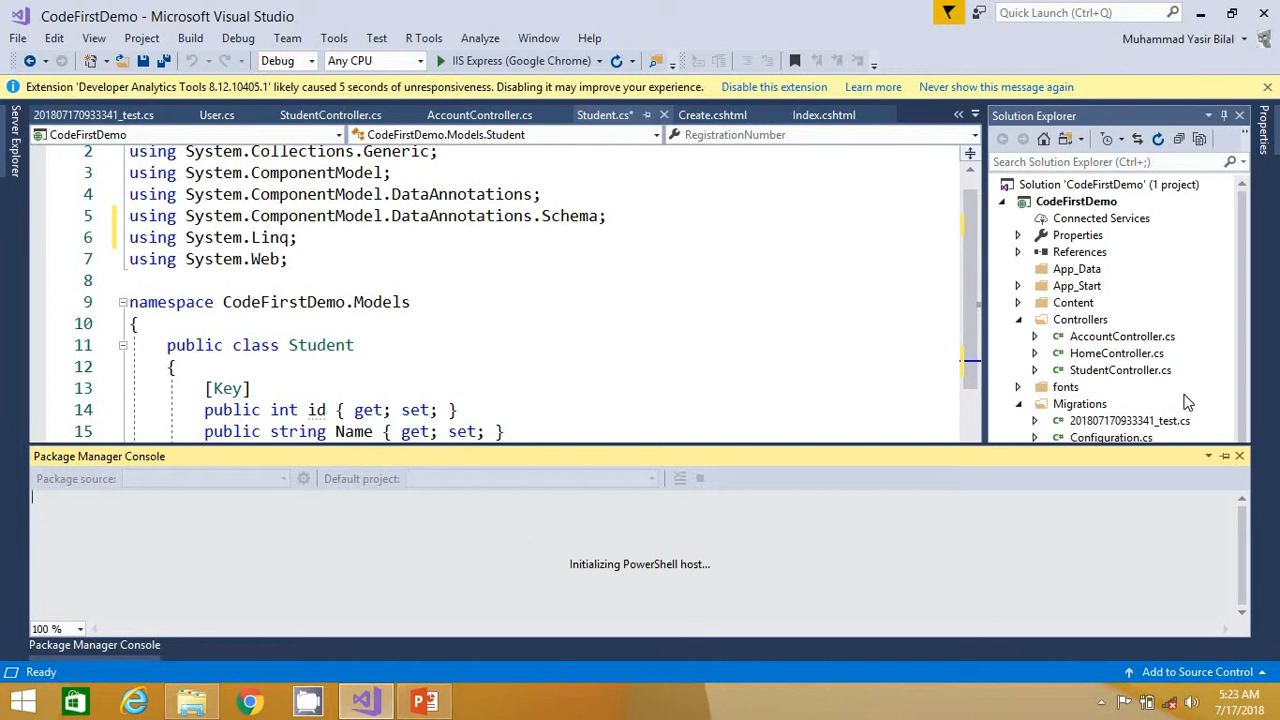 CodeFirstDemo - Microsoft Visual Studio
Quick Launch (Ctrl+Q)
File Edit View Project Build Debug Team Tools Test R Tools Analyze Window Help
Muhammad Yasir Bilal
Debug Any CPU IIS Express (Google Chrome)
Extension 'Developer Analytics Tools 8.12.10405.1' likely caused 5 seconds of unresponsiveness. Disabling it may improve your experience. Disable this extension Learn more Never show this message again
Server Explorer
201807170933341_test.cs User.cs StudentController.cs AccountController.cs Student.cs* Create.cshtml Index.cshtml
CodeFirstDemo CodeFirstDemo.Models.Student RegistrationNumber
2 using System.Collections.Generic;
3 using System.ComponentModel;
4 using System.ComponentModel.DataAnnotations;
5 using System.ComponentModel.DataAnnotations.Schema;
6 using System.Linq;
7 using System.Web;
8
9 namespace CodeFirstDemo.Models
10 {
11 public class Student
12 {
13 [Key]
14 public int id { get; set; }
15 public string Name { get; set; }
Solution Explorer
Search Solution Explorer (Ctrl+;)
Solution 'CodeFirstDemo' (1 project)
CodeFirstDemo
Connected Services
Properties
References
App_Data
App_Start
Content
Controllers
AccountController.cs
HomeController.cs
StudentController.cs
fonts
Migrations
201807170933341_test.cs
Configuration.cs
Properties
Package Manager Console
Package source: Default project:
Initializing PowerShell host...
100 %
Package Manager Console
Ready
Add to Source Control
5:23 AM
7/17/2018